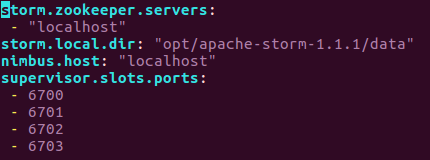 storm.zookeeper.servers:
- "localhost"
storm.local.dir: "opt/apache-storm-1.1.1/data"
nimbus.host: "localhost"
supervisor.slots.ports:
- 6700
- 6701
- 6702
- 6703